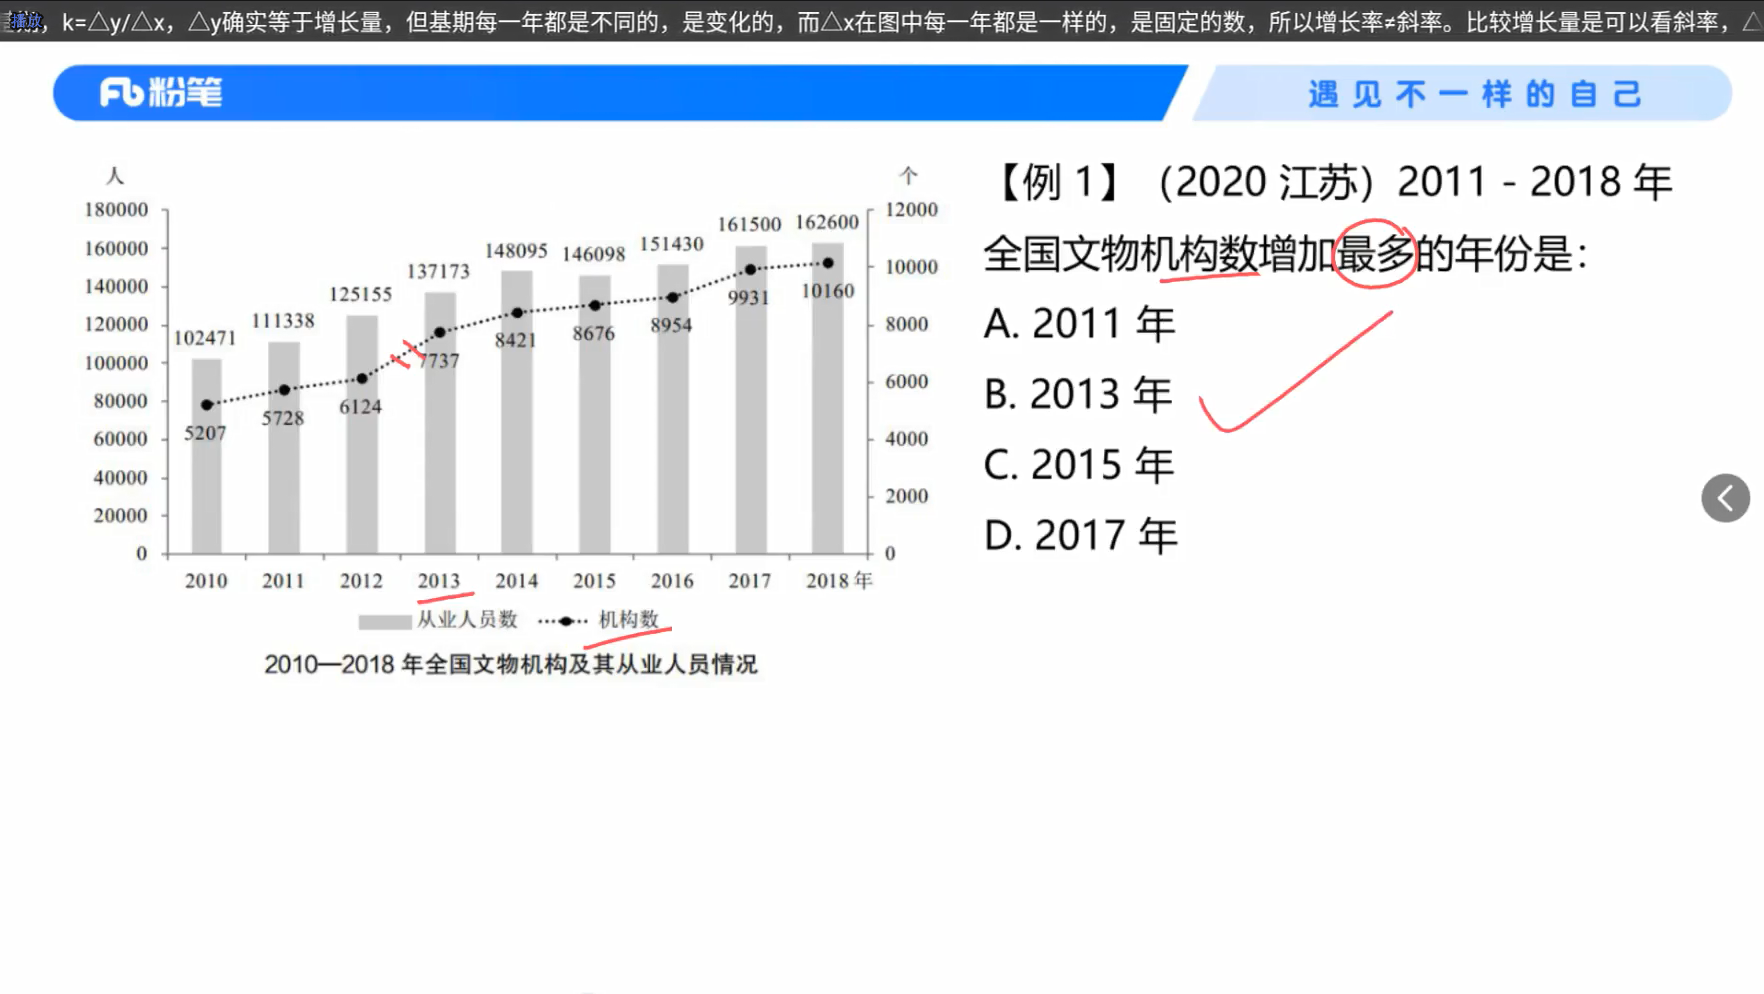 k=△y/△x，△y确实等于增长量，但基期每一年都是不同的，是变化的，而△x在图中每一年都是一样的，是固定的数，所以增长率≠斜率。比较增长量是可以看斜率，△
播放
粉笔
遇见不一样的自己
人
个
180000
160000
140000
120000
100000
80000
60000
40000
20000
0
12000
10000
8000
6000
4000
2000
0
102471
111338
125155
137173
148095
146098
151430
161500
162600
5207
5728
6124
7737
8421
8676
8954
9931
10160
2010 2011 2012 2013 2014 2015 2016 2017 2018 年
从业人员数 机构数
2010—2018 年全国文物机构及其从业人员情况
【例 1】（2020 江苏）2011 - 2018 年
全国文物机构数增加最多的年份是：
A. 2011 年
B. 2013 年
C. 2015 年
D. 2017 年